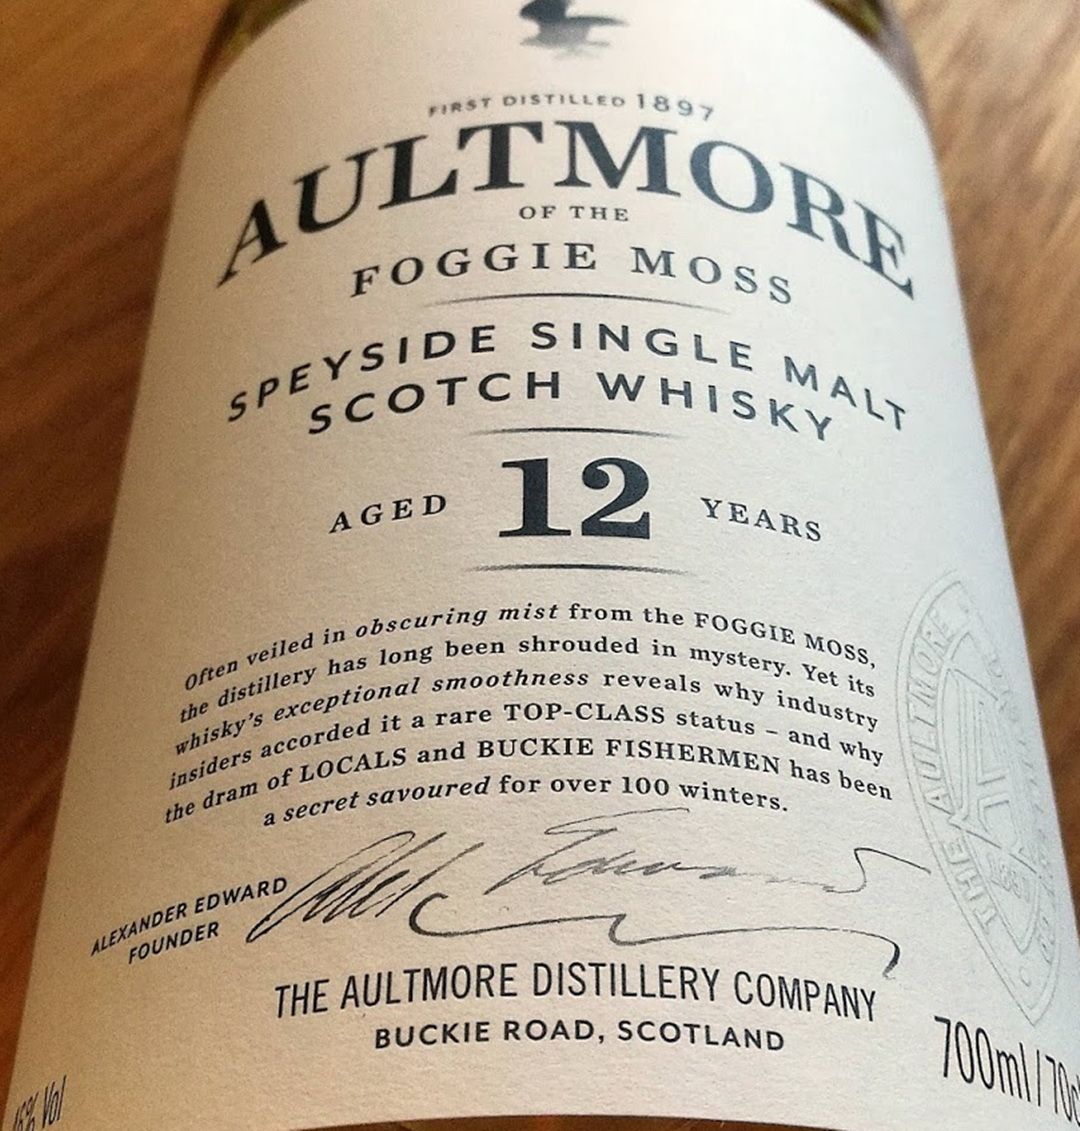 FIRST DISTILLED 1897
AULTMORE
OF THE
FOGGIE MOSS
SPEYSIDE SINGLE MALT
SCOTCH WHISKY
AGED 12 YEARS
Often veiled in obscuring mist from the FOGGIE MOSS,
the distillery has long been shrouded in mystery. Yet its
whisky's exceptional smoothness reveals why industry
insiders accorded it a rare TOP-CLASS status – and why
the dram of LOCALS and BUCKIE FISHERMEN has been
a secret savoured for over 100 winters.
ALEXANDER EDWARD
FOUNDER
THE AULTMORE DISTILLERY COMPANY
BUCKIE ROAD, SCOTLAND
THE AULTMORE
Vol
700ml / 70c